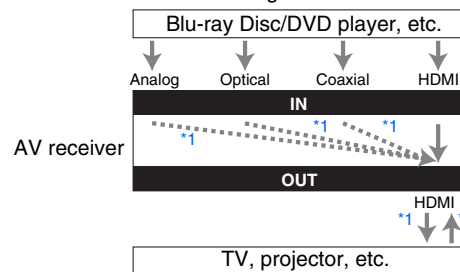 Blu-ray Disc/DVD player, etc.
Analog Optical Coaxial HDMI
IN
*1 *1 *1
AV receiver
OUT
HDMI
*1
TV, projector, etc.